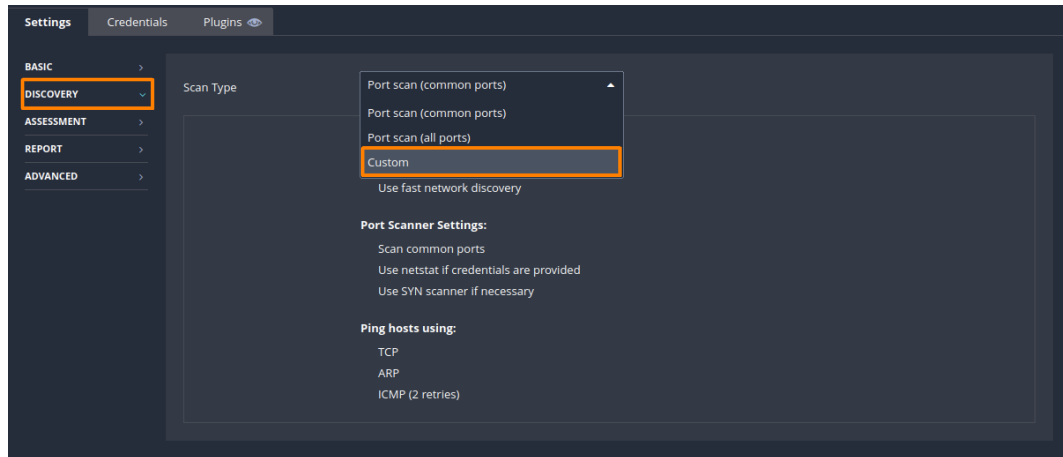 Settings Credentials Plugins
BASIC
DISCOVERY
ASSESSMENT
REPORT
ADVANCED
Scan Type
Port scan (common ports)
Port scan (common ports)
Port scan (all ports)
Custom
Use fast network discovery
Port Scanner Settings:
Scan common ports
Use netstat if credentials are provided
Use SYN scanner if necessary
Ping hosts using:
TCP
ARP
ICMP (2 retries)